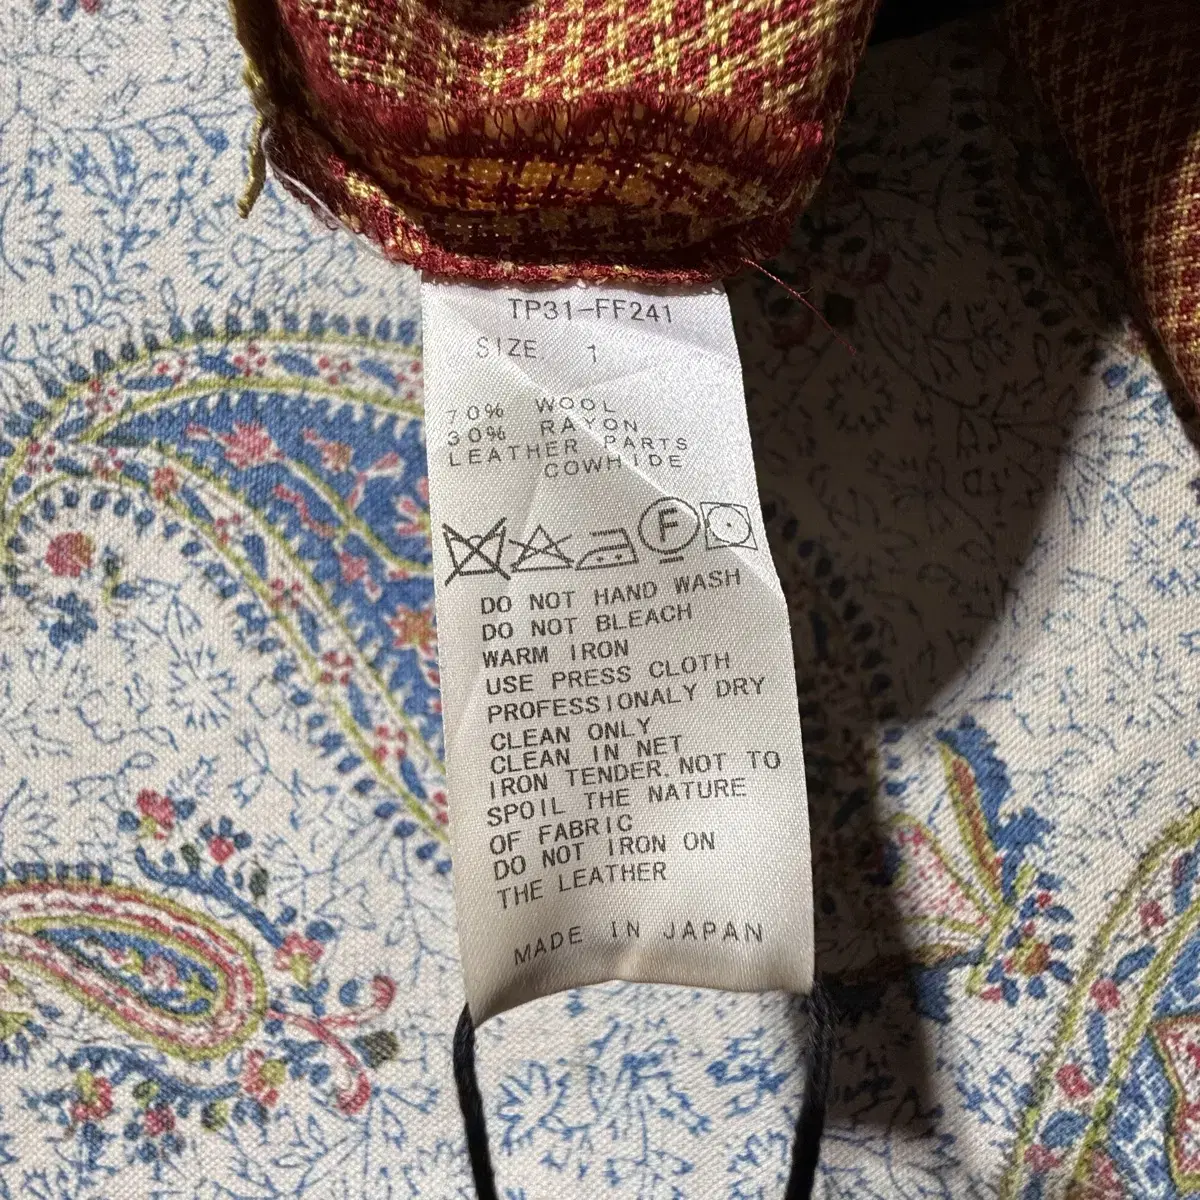 TP31-FF241
SIZE 1
70% WOOL
30% RAYON
LEATHER PARTS
COWHIDE
F
DO NOT HAND WASH
DO NOT BLEACH
WARM IRON
USE PRESS CLOTH
PROFESSIONALY DRY
CLEAN ONLY
CLEAN IN NET
IRON TENDER.NOT TO
SPOIL THE NATURE
OF FABRIC
DO NOT IRON ON
THE LEATHER
MADE IN JAPAN